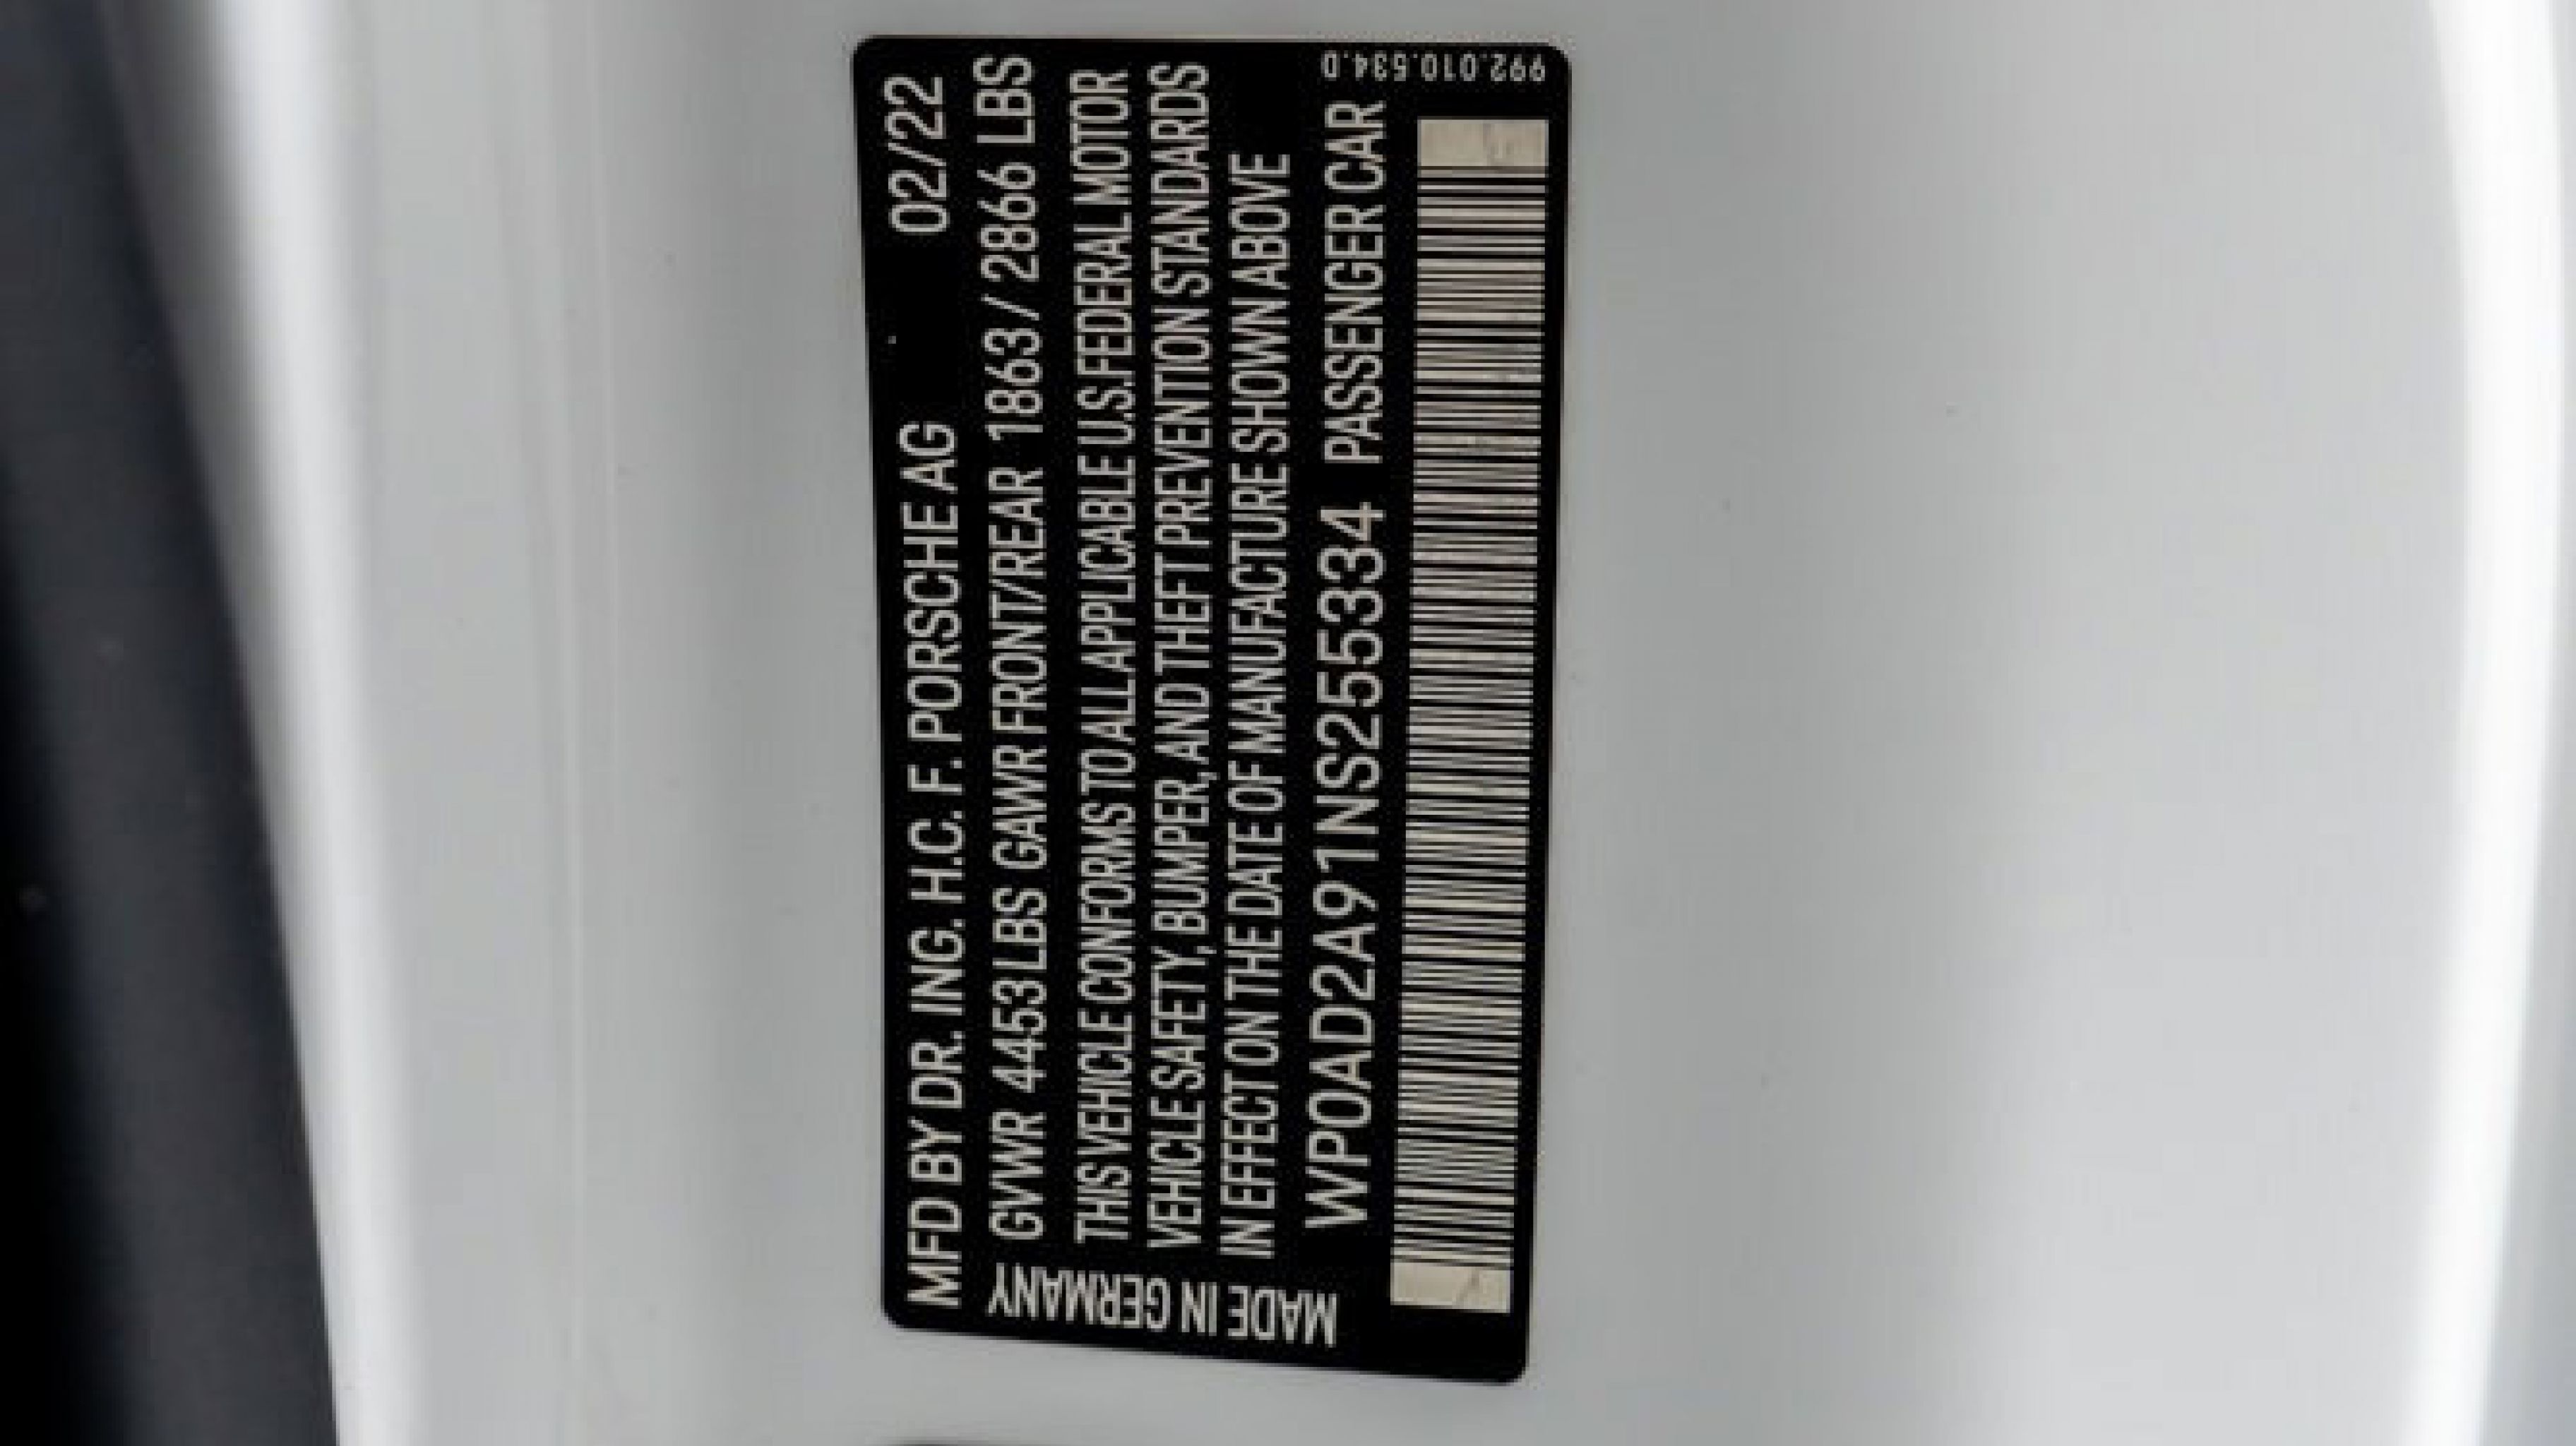 MFD BY DR. ING. H.C. F. PORSCHE AG 02/22
GVWR 4453 LBS GAWR FRONT/REAR 1863 / 2866 LBS
THIS VEHICLE CONFORMS TO ALL APPLICABLE U.S. FEDERAL MOTOR
VEHICLE SAFETY, BUMPER, AND THEFT PREVENTION STANDARDS
IN EFFECT ON THE DATE OF MANUFACTURE SHOWN ABOVE
WP0AD2A91NS255334 PASSENGER CAR
MADE IN GERMANY
992.010.534.D